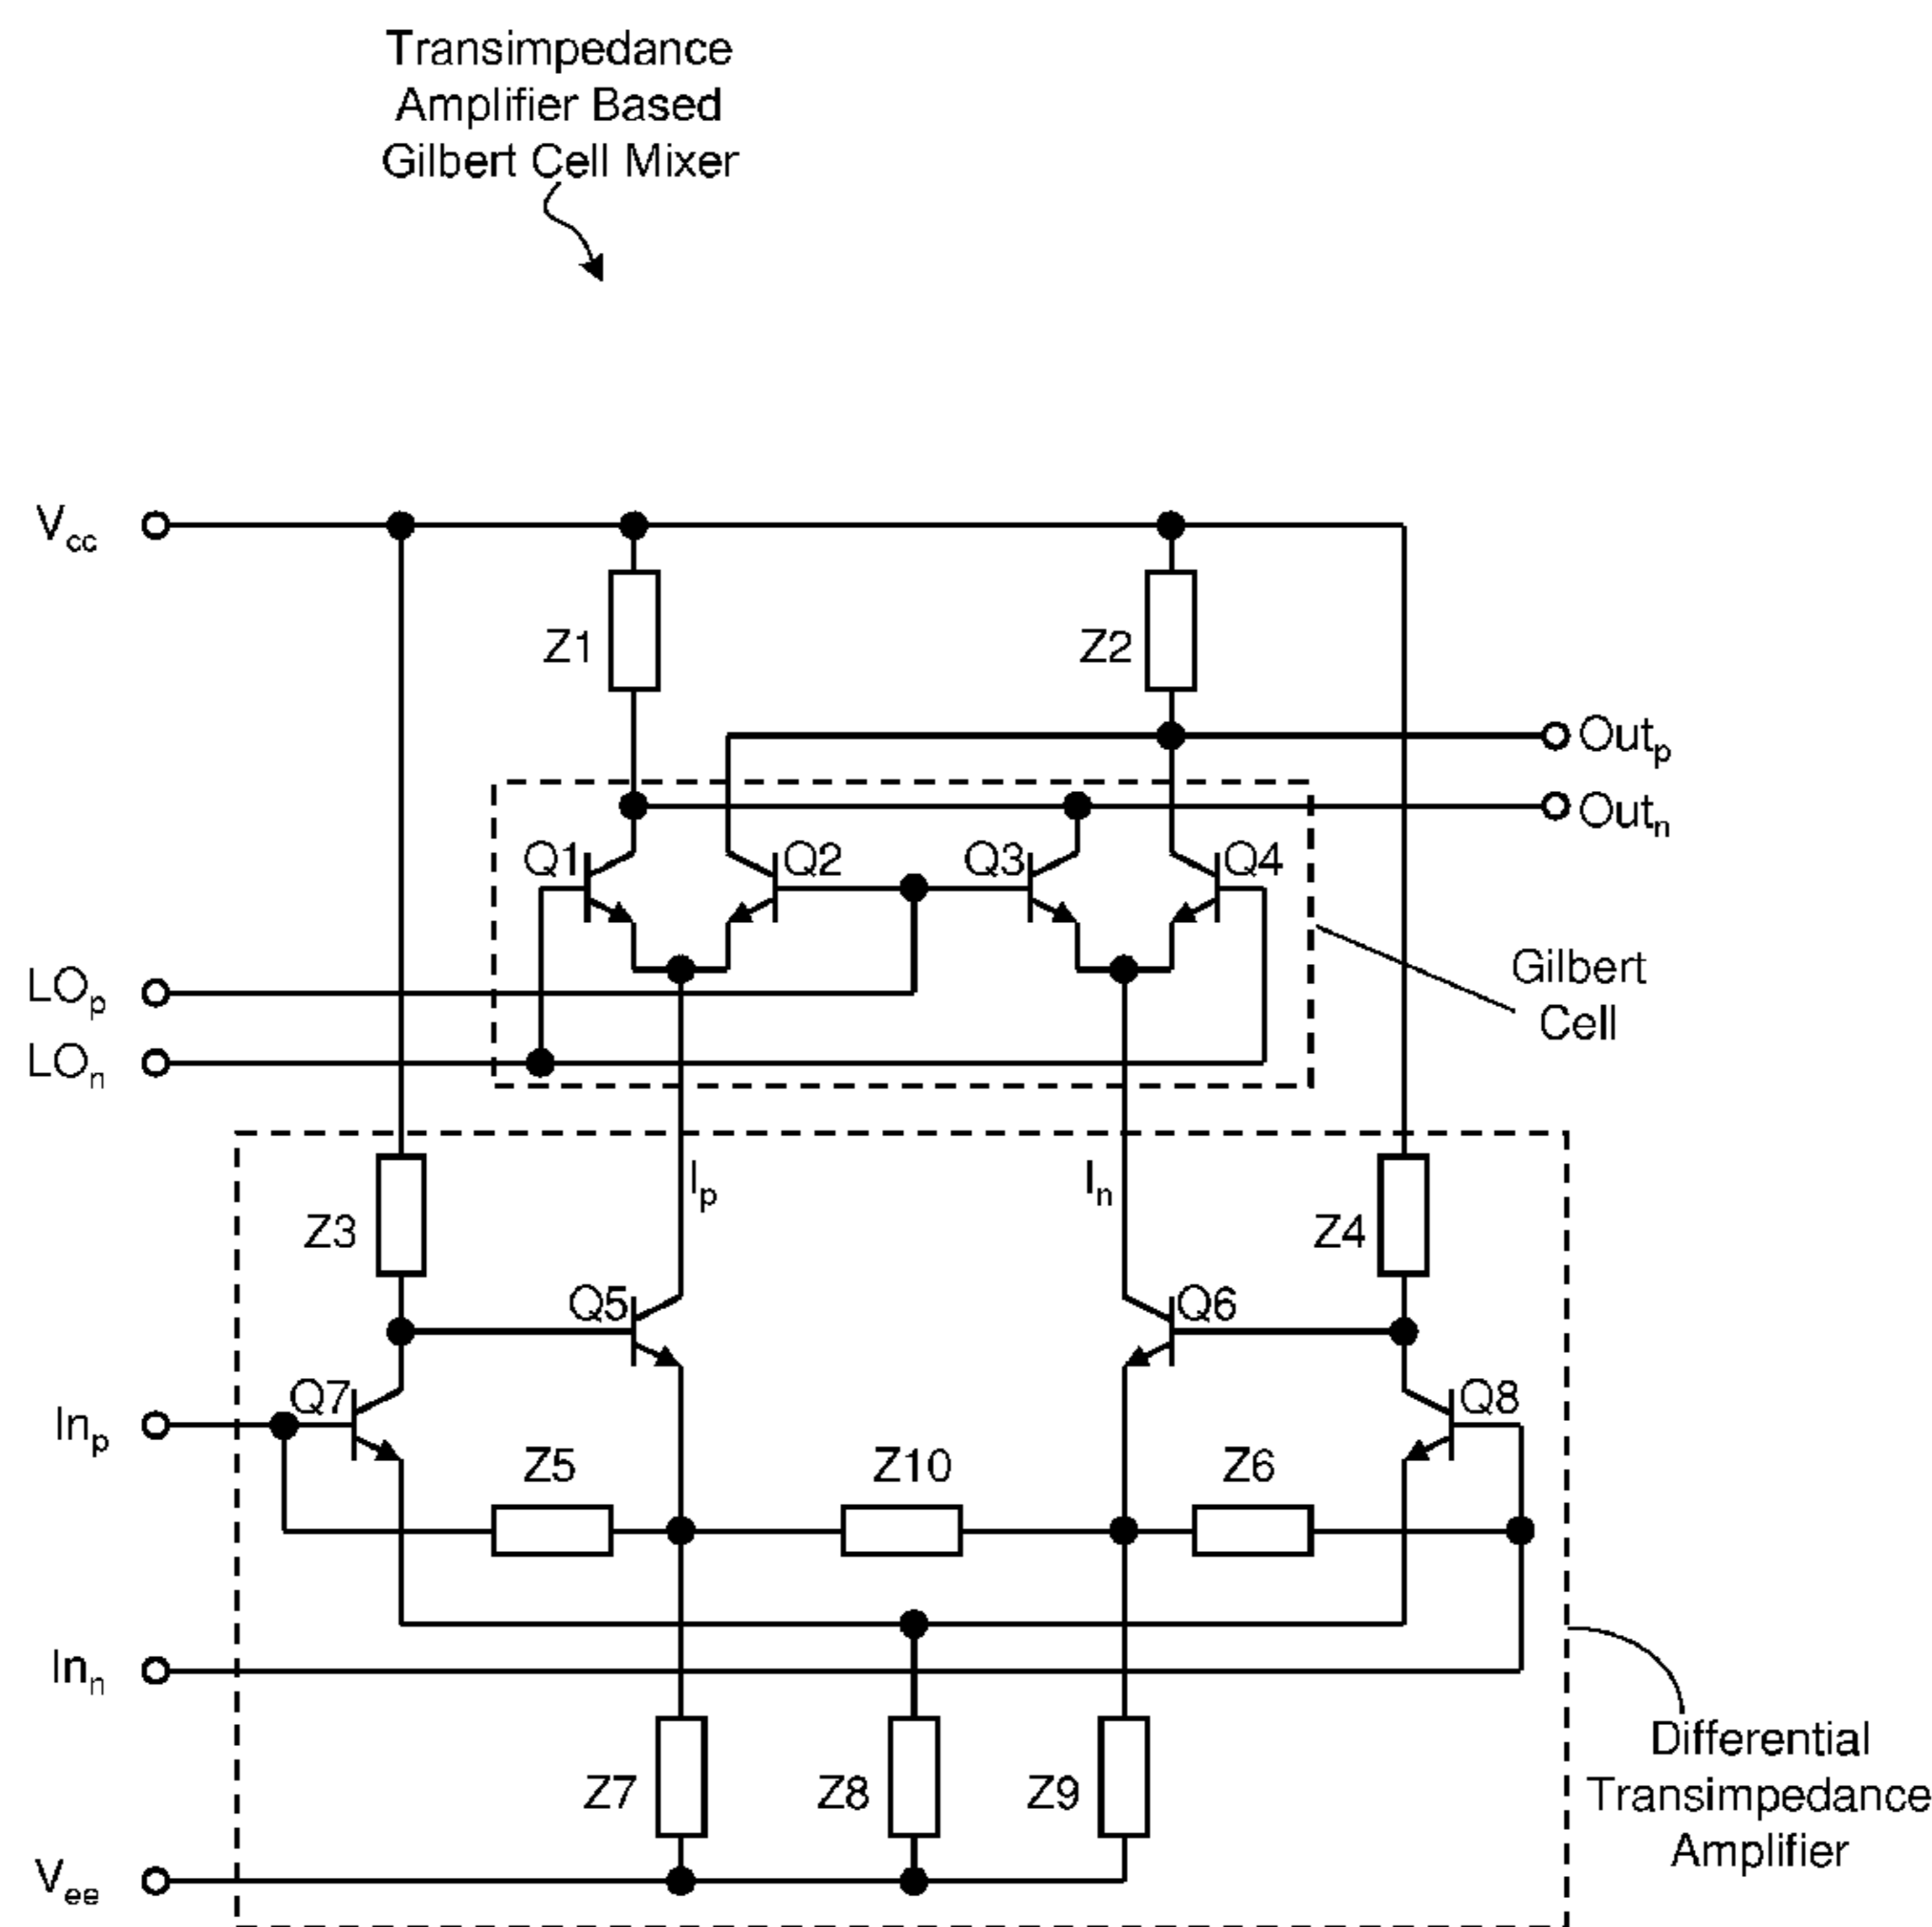 Transimpedance
Amplifier Based
Gilbert Cell Mixer
Vcc
Z1
Z2
Outp
Outn
Q1
Q2
Q3
Q4
LOp
Gilbert
Cell
LOn
Ip
In
Z3
Z4
Q5
Q6
Q7
Q8
Inp
Z5
Z10
Z6
Inn
Differential
Transimpedance
Amplifier
Z7
Z8
Z9
Vee